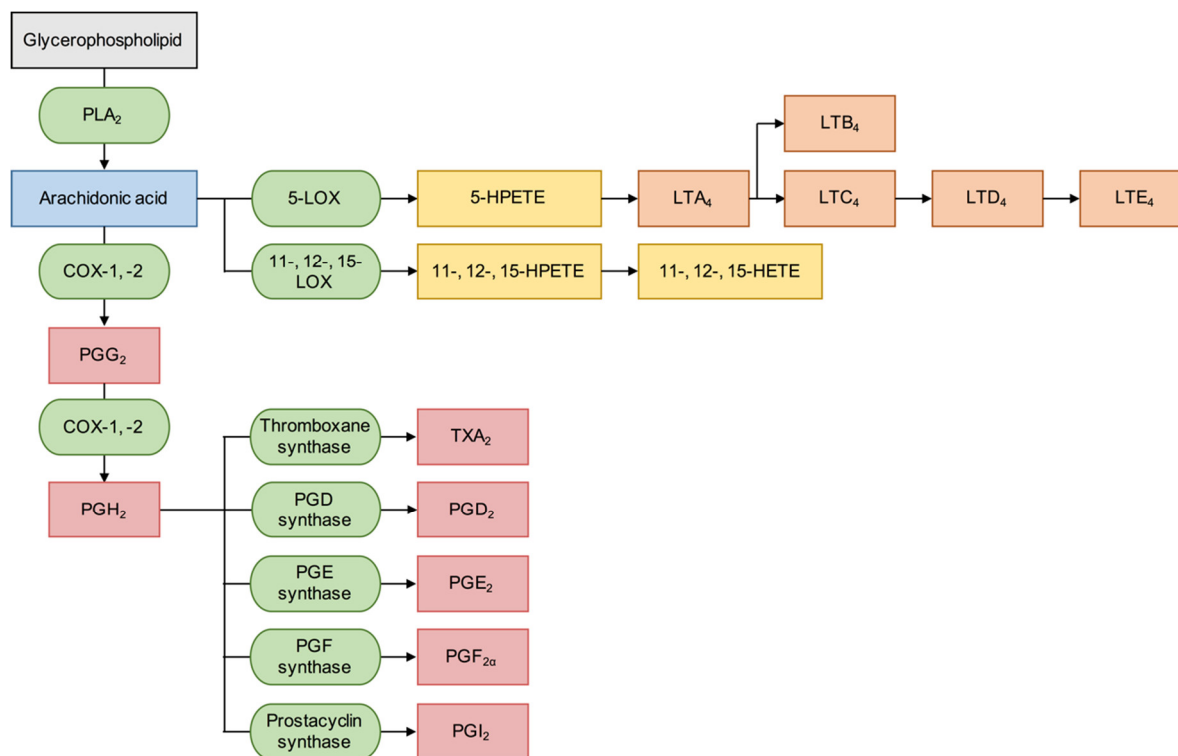 Glycerophospholipid
PLA₂
LTB₄
Arachidonic acid
5-LOX
5-HPETE
LTA₄
LTC₄
LTD₄
LTE₄
COX-1, -2
11-, 12-, 15-
LOX
11-, 12-, 15-HPETE
11-, 12-, 15-HETE
PGG₂
COX-1, -2
Thromboxane
synthase
TXA₂
PGH₂
PGD
synthase
PGD₂
PGE
synthase
PGE₂
PGF
synthase
PGF₂α
Prostacyclin
synthase
PGI₂